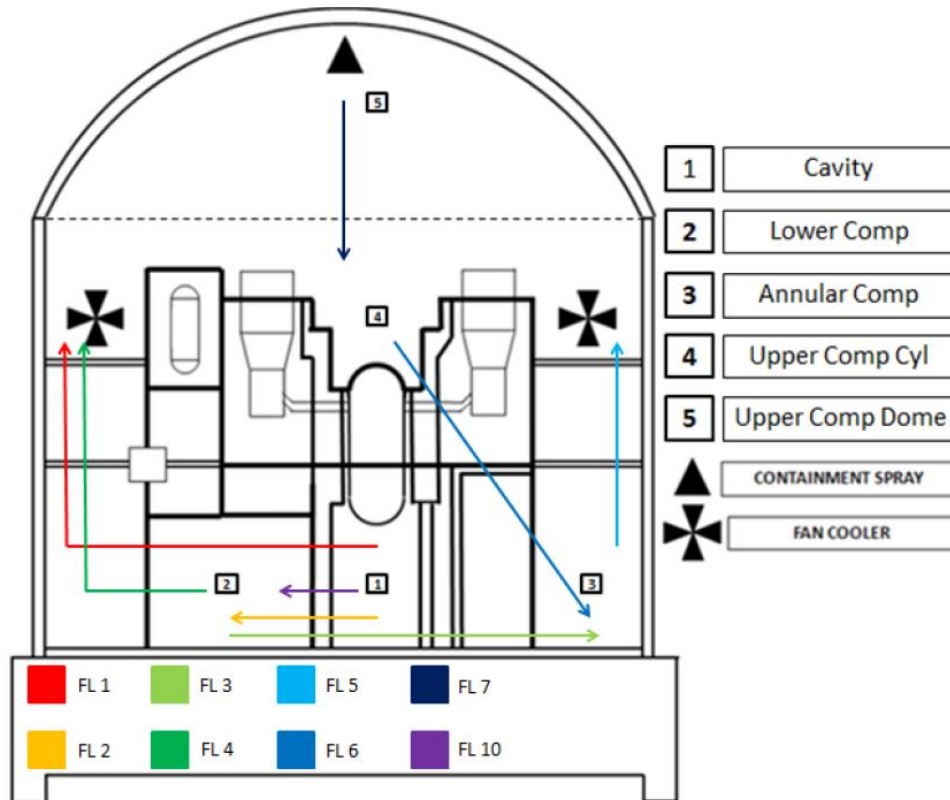 5
4
2
1
3
1 Cavity
2 Lower Comp
3 Annular Comp
4 Upper Comp Cyl
5 Upper Comp Dome
CONTAINMENT SPRAY
FAN COOLER
FL 1 FL 3 FL 5 FL 7
FL 2 FL 4 FL 6 FL 10